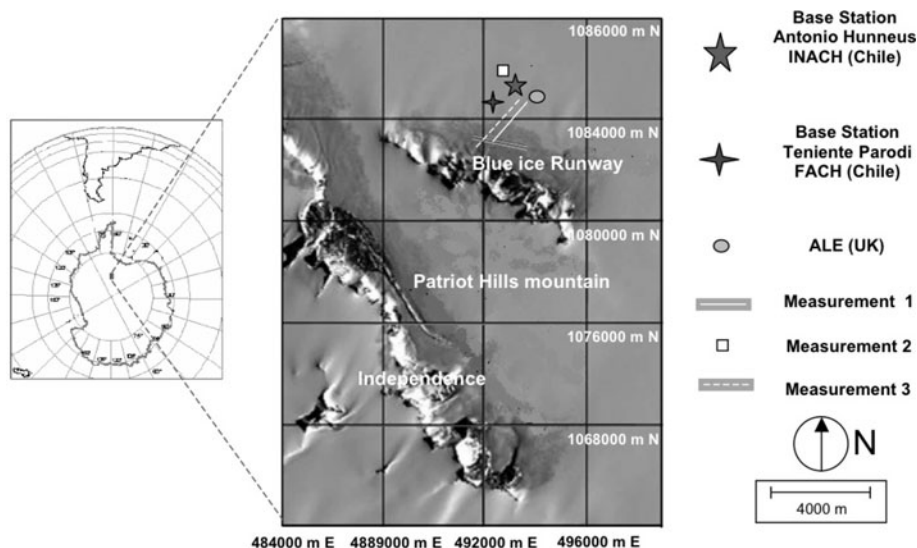 1086000 m N
1084000 m N
Blue ice Runway
1080000 m N
Patriot Hills mountain
1076000 m N
Independence
1068000 m N
484000 m E
4889000 m E
492000 m E
496000 m E
Base Station
Antonio Hunneus
INACH (Chile)
Base Station
Teniente Parodi
FACH (Chile)
ALE (UK)
Measurement 1
Measurement 2
Measurement 3
N
4000 m